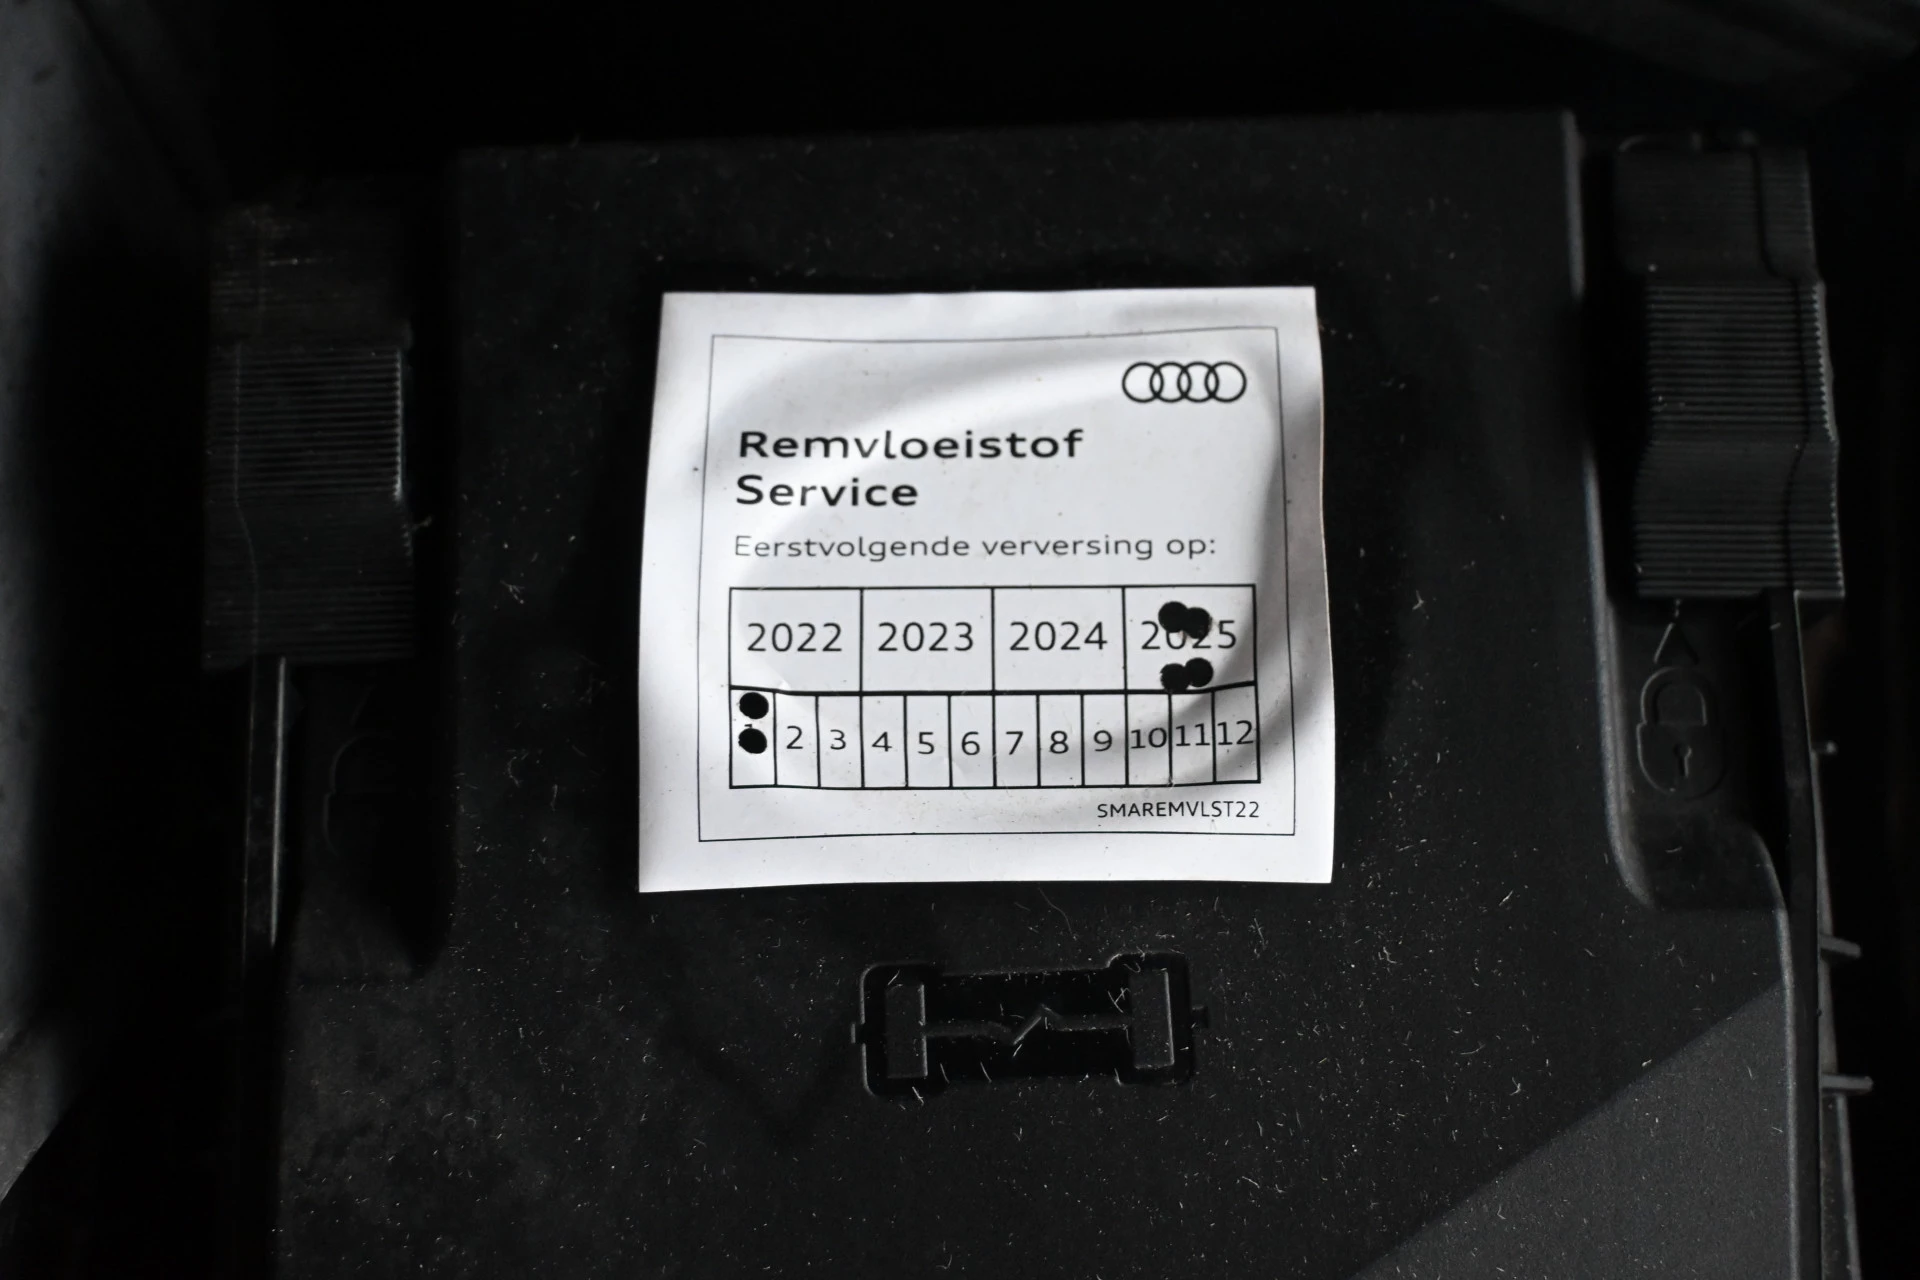 Remvloeistof
Service
Eerstvolgende verversing op:
2022 2023 2024 2025
1 2 3 4 5 6 7 8 9 10 11 12
SMAREMVLST22